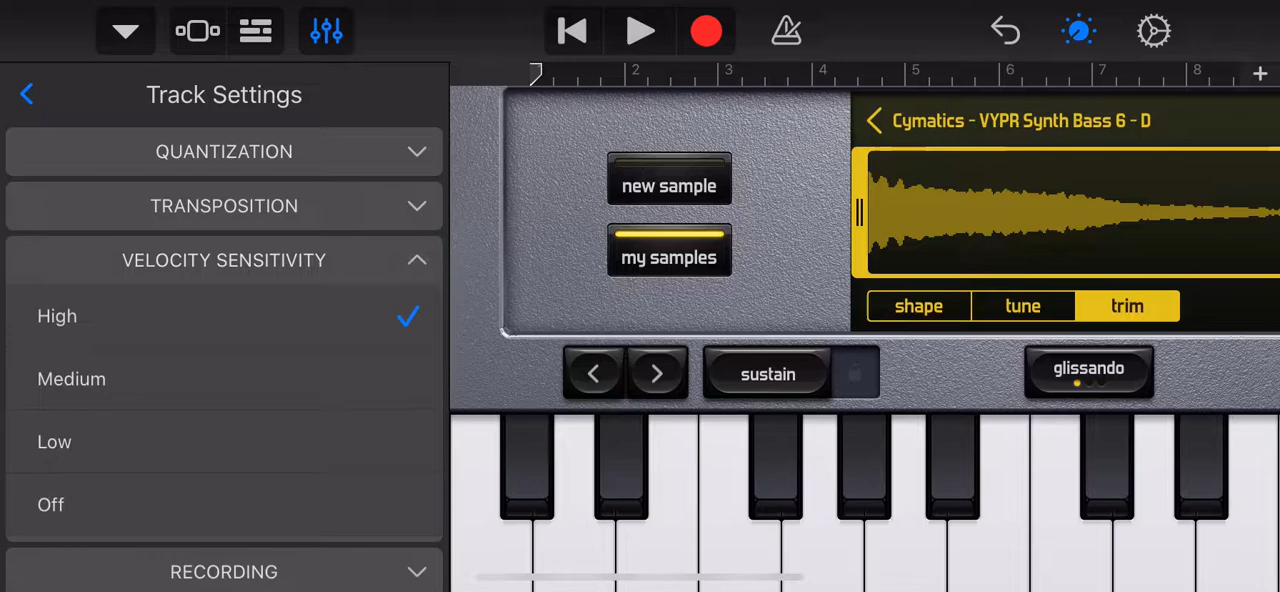 Track Settings
QUANTIZATION
TRANSPOSITION
VELOCITY SENSITIVITY
High
Medium
Low
Off
RECORDING
2 3 4 5 6 7 8
Cymatics - VYPR Synth Bass 6 - D
new sample
my samples
shape tune trim
sustain
glissando